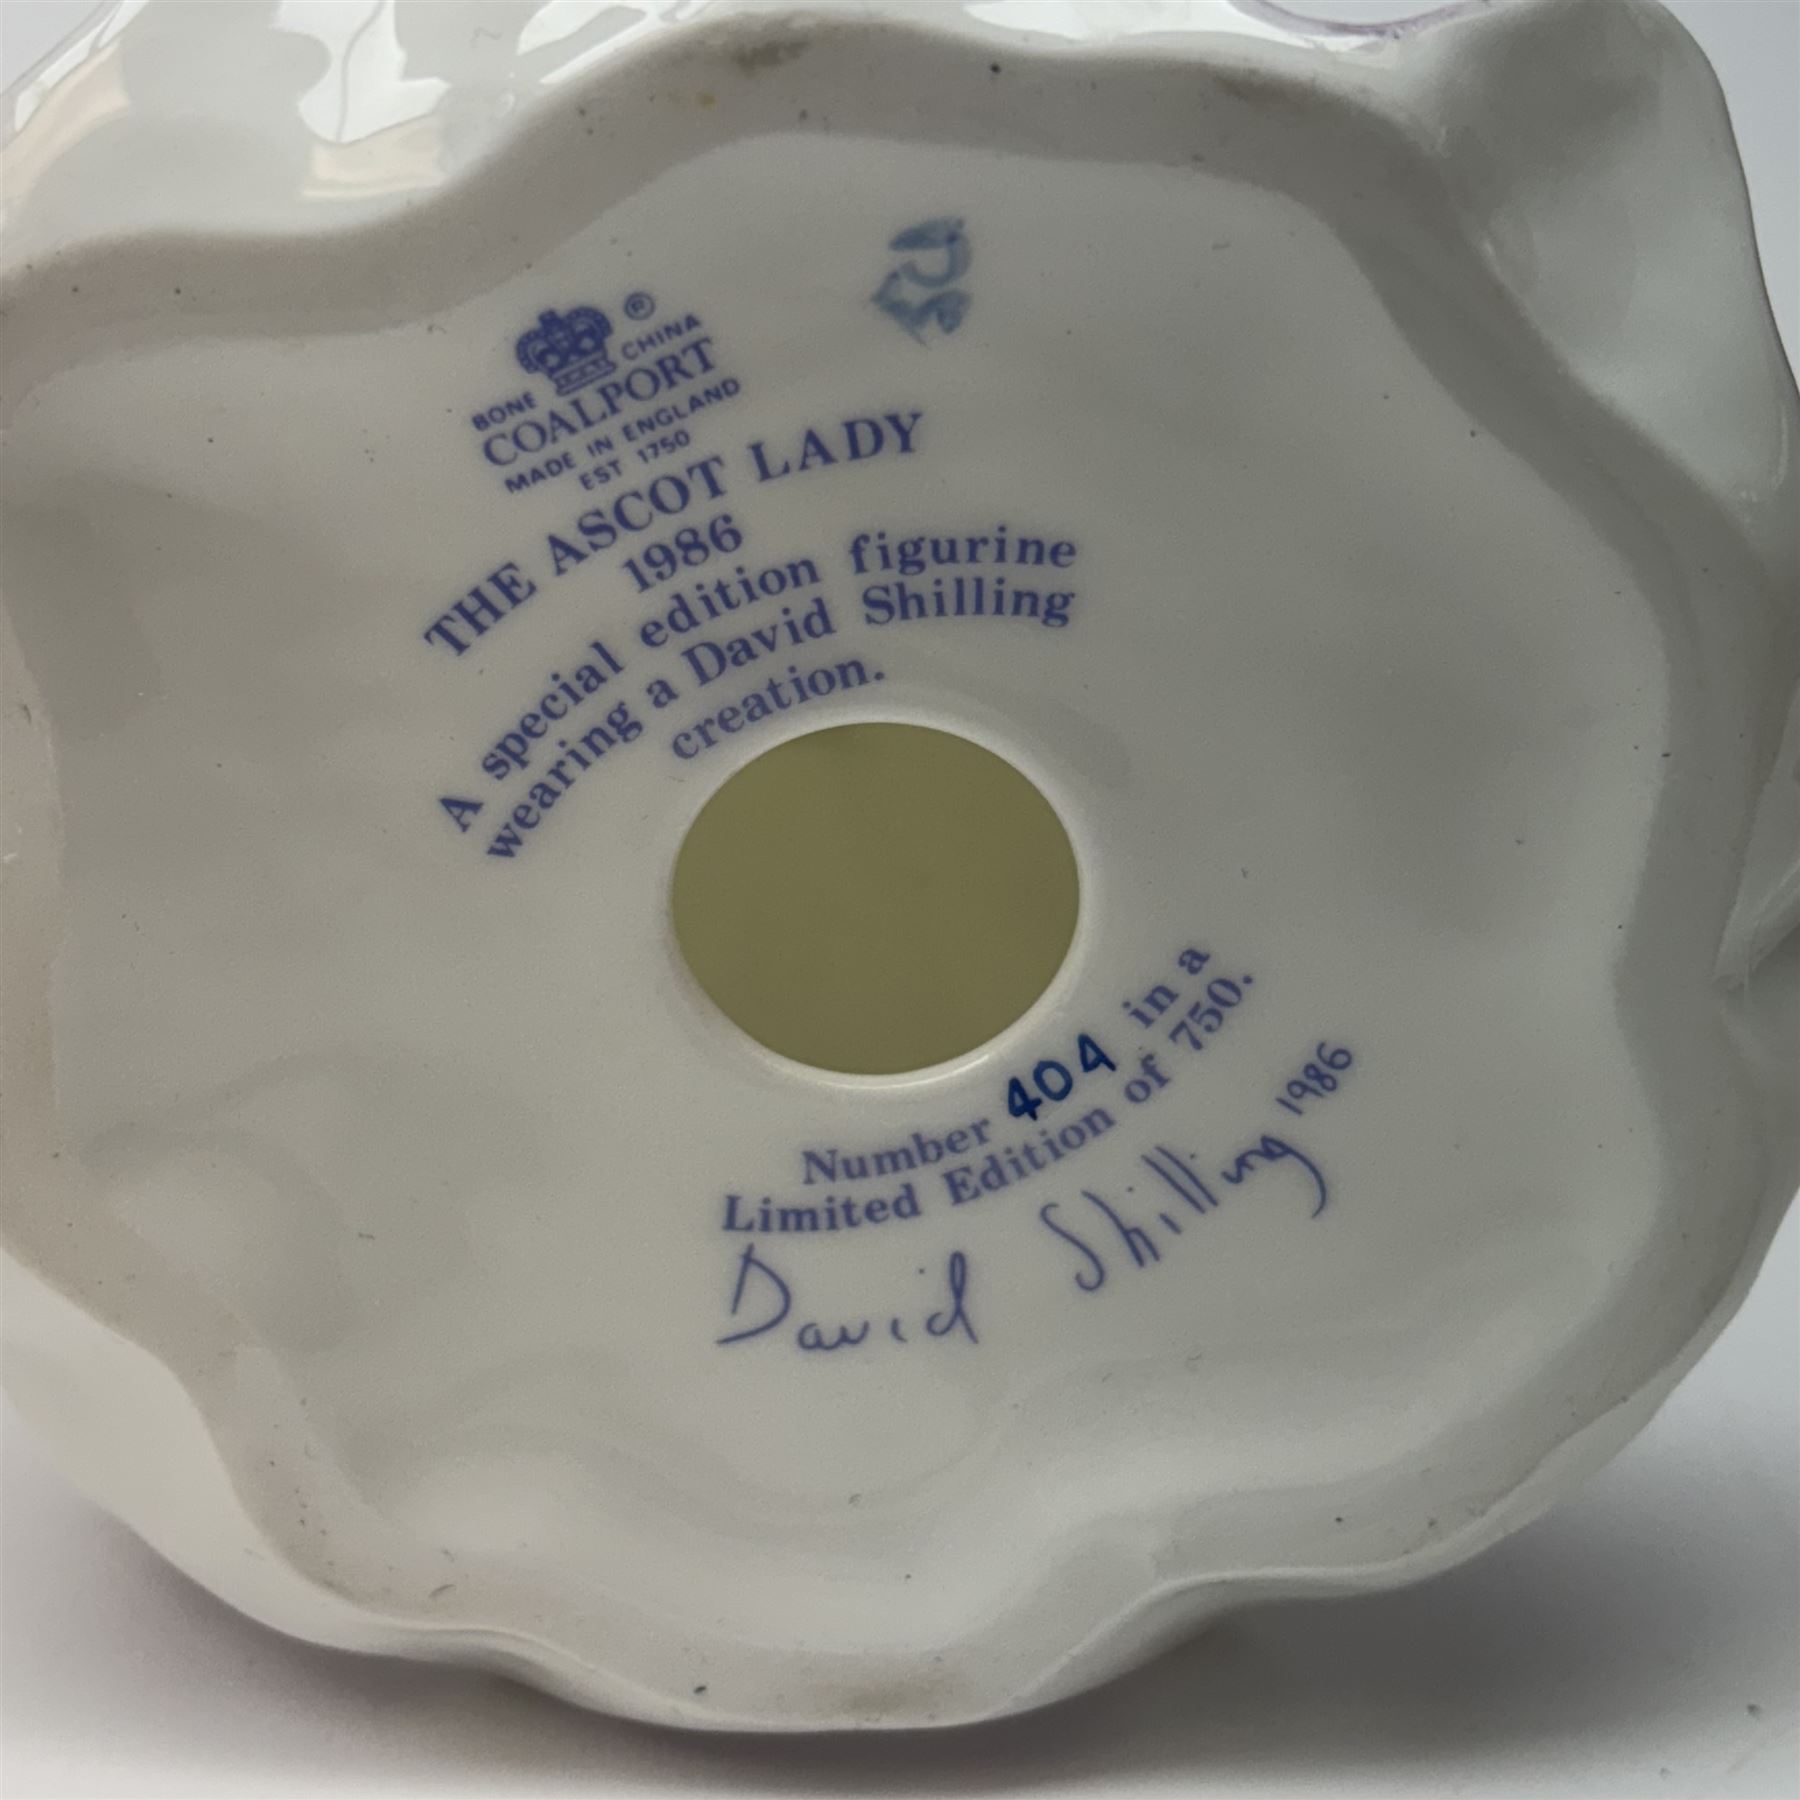 ®
BONE CHINA
COALPORT
MADE IN ENGLAND
EST 1750
THE ASCOT LADY
1986
A special edition figurine
wearing a David Shilling
creation.
Number 404 in a
Limited Edition of 750.
David Shilling 1986